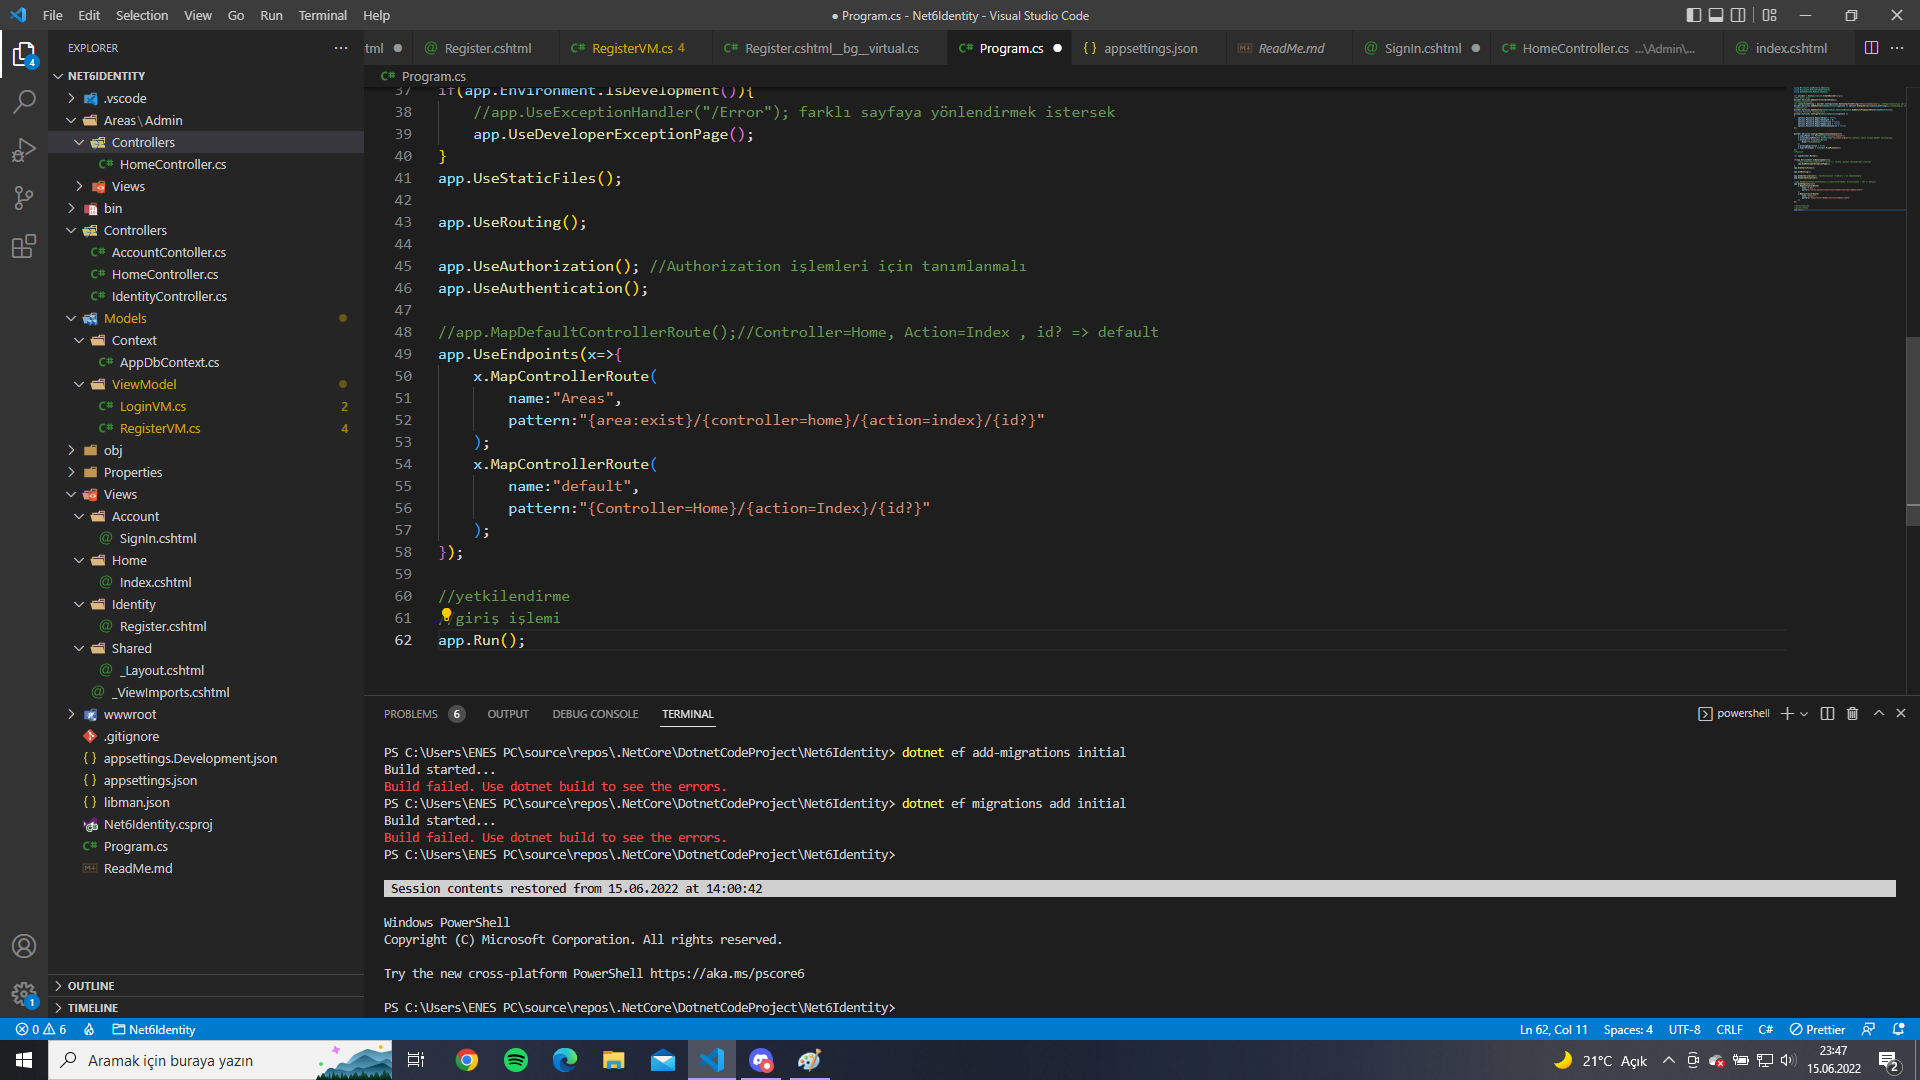 File Edit Selection View Go Run Terminal Help
● Program.cs - Net6Identity - Visual Studio Code
EXPLORER
tml
Register.cshtml
RegisterVM.cs 4
Register.cshtml__bg__virtual.cs
Program.cs
appsettings.json
ReadMe.md
SignIn.cshtml
HomeController.cs ...\Admin\...
index.cshtml
4
NET6IDENTITY
Program.cs
.vscode
Areas\Admin
Controllers
HomeController.cs
Views
bin
Controllers
AccountContoller.cs
HomeController.cs
IdentityController.cs
Models
Context
AppDbContext.cs
ViewModel
LoginVM.cs 2
RegisterVM.cs 4
obj
Properties
Views
Account
SignIn.cshtml
Home
Index.cshtml
Identity
Register.cshtml
Shared
_Layout.cshtml
_ViewImports.cshtml
wwwroot
.gitignore
appsettings.Development.json
appsettings.json
libman.json
Net6Identity.csproj
Program.cs
ReadMe.md
OUTLINE
TIMELINE
1
37 if(app.Environment.IsDevelopment()){
38 //app.UseExceptionHandler("/Error"); farklı sayfaya yönlendirmek istersek
39 app.UseDeveloperExceptionPage();
40 }
41 app.UseStaticFiles();
42
43 app.UseRouting();
44
45 app.UseAuthorization(); //Authorization işlemleri için tanımlanmalı
46 app.UseAuthentication();
47
48 //app.MapDefaultControllerRoute();//Controller=Home, Action=Index , id? => default
49 app.UseEndpoints(x=>{
50 x.MapControllerRoute(
51 name:"Areas",
52 pattern:"{area:exist}/{controller=home}/{action=index}/{id?}"
53 );
54 x.MapControllerRoute(
55 name:"default",
56 pattern:"{Controller=Home}/{action=Index}/{id?}"
57 );
58 });
59
60 //yetkilendirme
61 /giriş işlemi
62 app.Run();
PROBLEMS 6 OUTPUT DEBUG CONSOLE TERMINAL
powershell
PS C:\Users\ENES PC\source\repos\.NetCore\DotnetCodeProject\Net6Identity> dotnet ef add-migrations initial
Build started...
Build failed. Use dotnet build to see the errors.
PS C:\Users\ENES PC\source\repos\.NetCore\DotnetCodeProject\Net6Identity> dotnet ef migrations add initial
Build started...
Build failed. Use dotnet build to see the errors.
PS C:\Users\ENES PC\source\repos\.NetCore\DotnetCodeProject\Net6Identity>
Session contents restored from 15.06.2022 at 14:00:42
Windows PowerShell
Copyright (C) Microsoft Corporation. All rights reserved.
Try the new cross-platform PowerShell https://aka.ms/pscore6
PS C:\Users\ENES PC\source\repos\.NetCore\DotnetCodeProject\Net6Identity>
0 6 Net6Identity
Ln 62, Col 11 Spaces: 4 UTF-8 CRLF C# Prettier
Aramak için buraya yazın
21°C Açık
23:47
15.06.2022
2